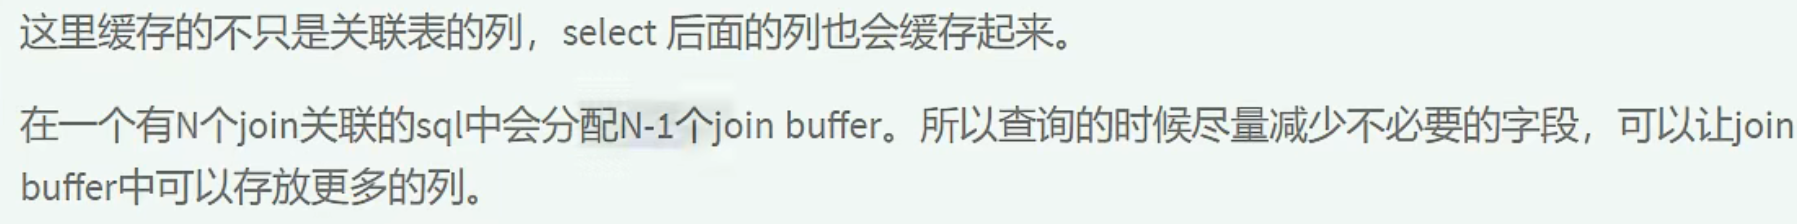 这里缓存的不只是关联表的列，select 后面的列也会缓存起来。
在一个有N个join关联的sql中会分配N-1个join buffer。所以查询的时候尽量减少不必要的字段，可以让join
buffer中可以存放更多的列。